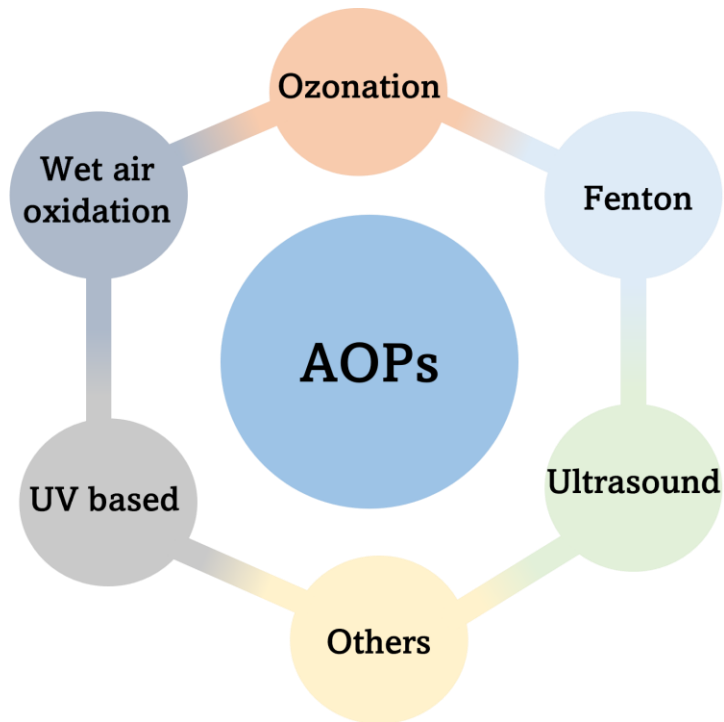 Ozonation
Wet air
oxidation
Fenton
AOPs
Ultrasound
UV based
Others